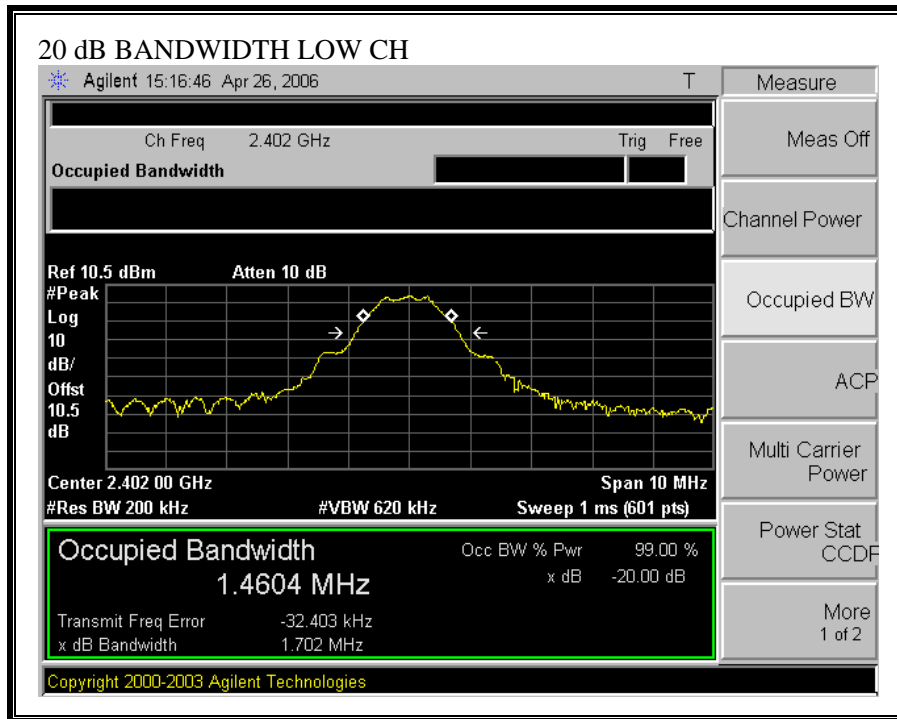 20 dB BANDWIDTH LOW CH
Agilent 15:16:46 Apr 26, 2006 T
Measure
Ch Freq 2.402 GHz Trig Free
Occupied Bandwidth
Meas Off
Channel Power
Occupied BW
ACP
Multi Carrier
Power
Power Stat
CCDF
More
1 of 2
Ref 10.5 dBm Atten 10 dB
#Peak
Log
10
dB/
Offst
10.5
dB
Center 2.402 00 GHz Span 10 MHz
#Res BW 200 kHz #VBW 620 kHz Sweep 1 ms (601 pts)
Occupied Bandwidth
1.4604 MHz
Occ BW % Pwr 99.00 %
x dB -20.00 dB
Transmit Freq Error -32.403 kHz
x dB Bandwidth 1.702 MHz
Copyright 2000-2003 Agilent Technologies